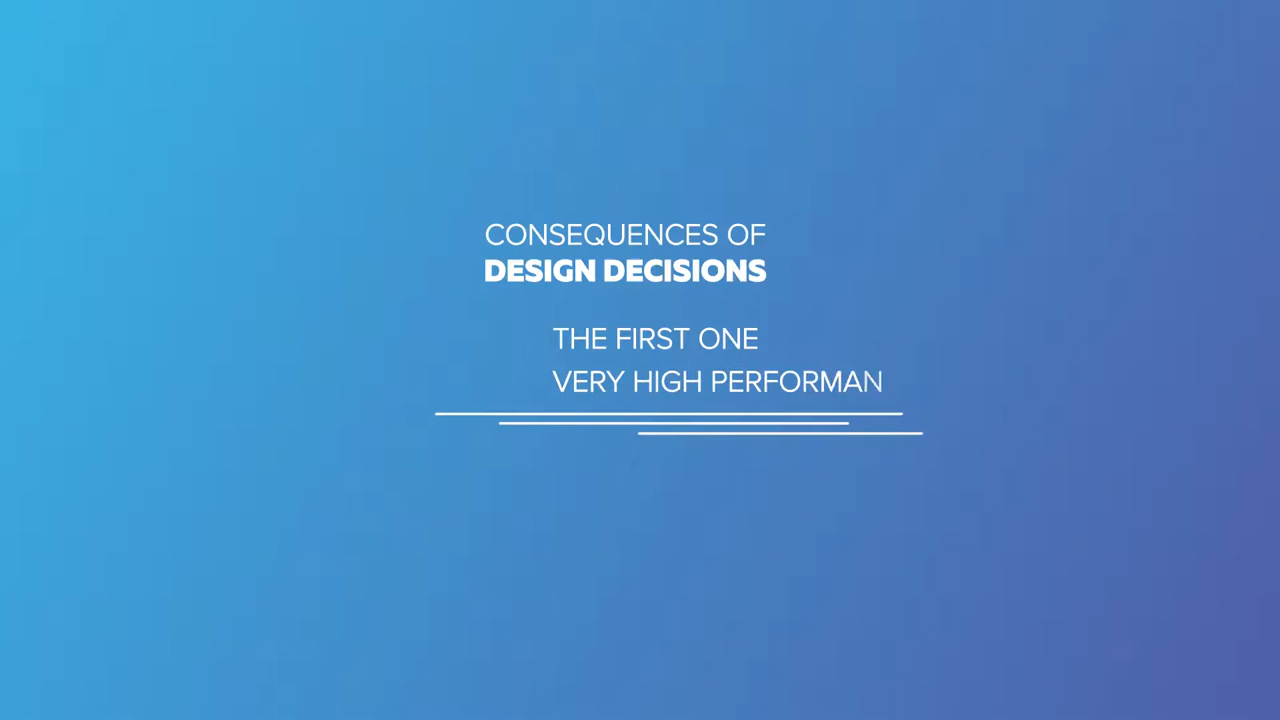 CONSEQUENCES OF
DESIGN DECISIONS
THE FIRST ONE
VERY HIGH PERFORMAN